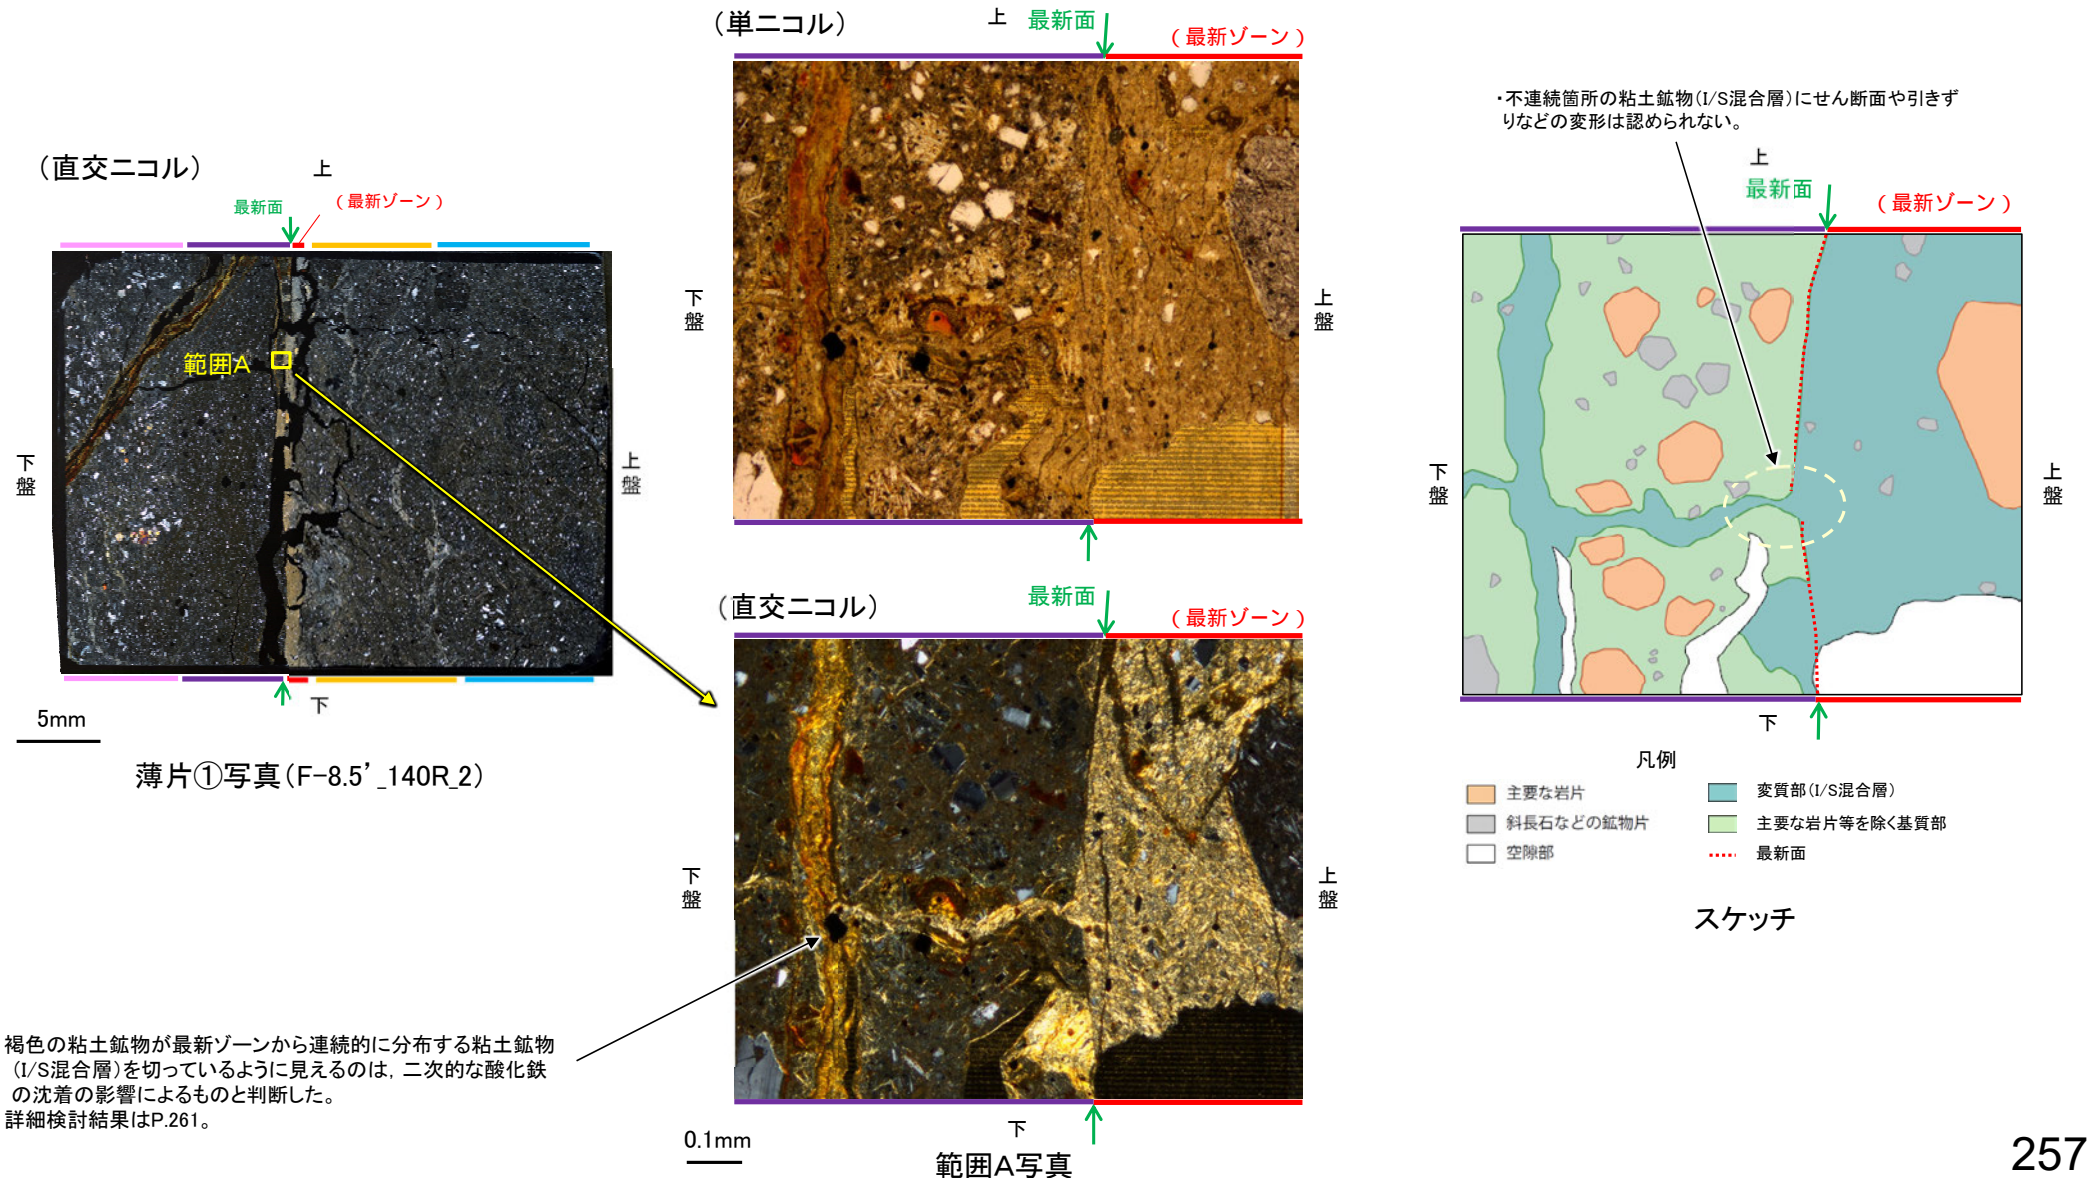 （直交ニコル）
上
最新面
（最新ゾーン）
下盤
範囲A
上盤
下
5mm
薄片①写真（F-8.5’_140R_2）
褐色の粘土鉱物が最新ゾーンから連続的に分布する粘土鉱物
（I/S混合層）を切っているように見えるのは，二次的な酸化鉄
の沈着の影響によるものと判断した。
詳細検討結果はP.261。
（単ニコル）
上
最新面
（最新ゾーン）
下盤
上盤
（直交ニコル）
最新面
（最新ゾーン）
下盤
上盤
下
0.1mm
範囲A写真
・不連続箇所の粘土鉱物（I/S混合層）にせん断面や引きず
りなどの変形は認められない。
上
最新面
（最新ゾーン）
下盤
上盤
下
凡例
主要な岩片
変質部（I/S混合層）
斜長石などの鉱物片
主要な岩片等を除く基質部
空隙部
最新面
スケッチ
257